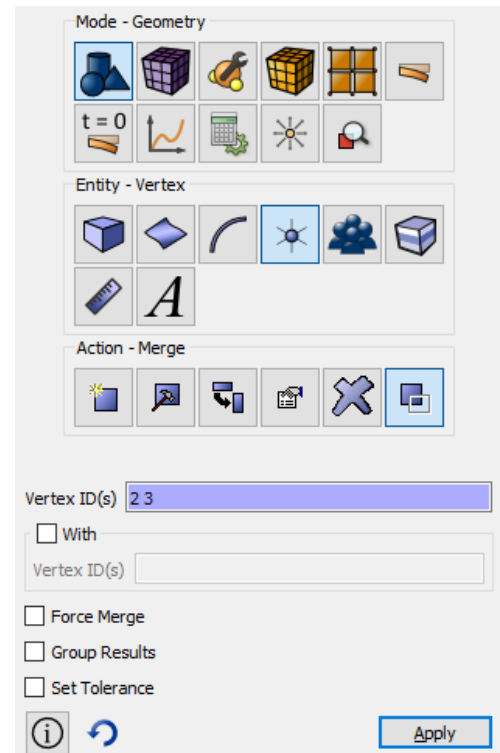 Mode - Geometry
t = 0
Entity - Vertex
A
Action - Merge
Vertex ID(s) 2 3
With
Vertex ID(s)
Force Merge
Group Results
Set Tolerance
i
Apply